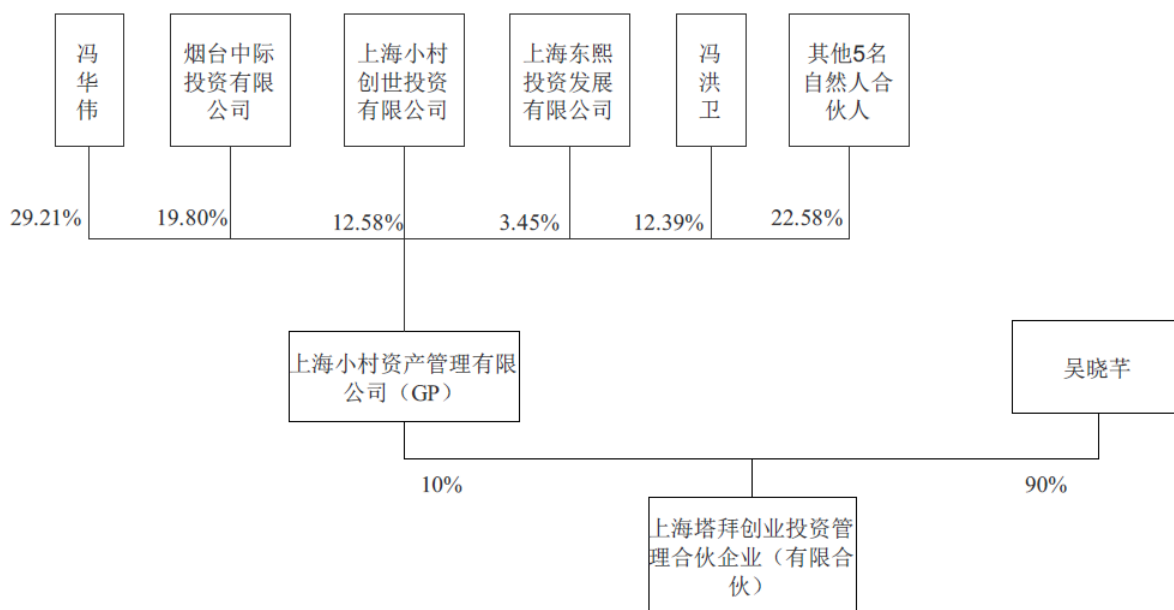 冯
华
伟
烟台中际
投资有限
公司
上海小村
创世投资
有限公司
上海东熙
投资发展
有限公司
冯
洪
卫
其他5名
自然人合
伙人
29.21%
19.80%
12.58%
3.45%
12.39%
22.58%
上海小村资产管理有限
公司（GP）
吴晓芊
10%
90%
上海塔拜创业投资管
理合伙企业（有限合
伙）